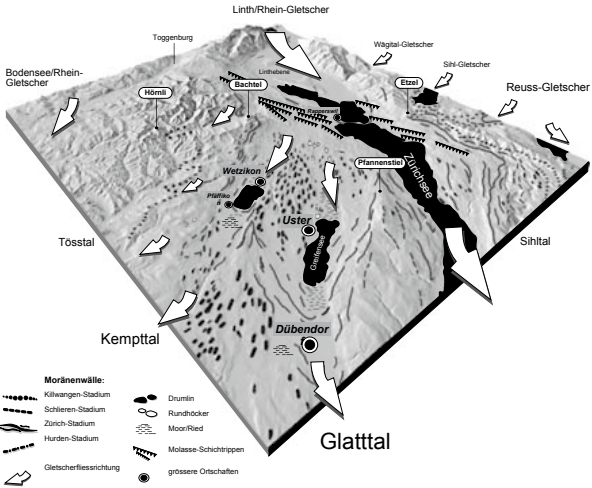 Linth/Rhein-Gletscher
Toggenburg
Wägital-Gletscher
Sihl-Gletscher
Bodensee/Rhein-
Gletscher
Linthebene
Etzel
Reuss-Gletscher
Hörnli
Bachtel
Rapperswil
Wetzikon
Pfannenstiel
Zürichsee
Pfäffiko
n
Uster
Greifensee
Tösstal
Sihltal
Kempttal
Dübendor
f
Glatttal
Moränenwälle:
Killwangen-Stadium
Schlieren-Stadium
Zürich-Stadium
Hurden-Stadium
Gletscherfliessrichtung
Drumlin
Rundhöcker
Moor/Ried
Molasse-Schichtrippen
grössere Ortschaften